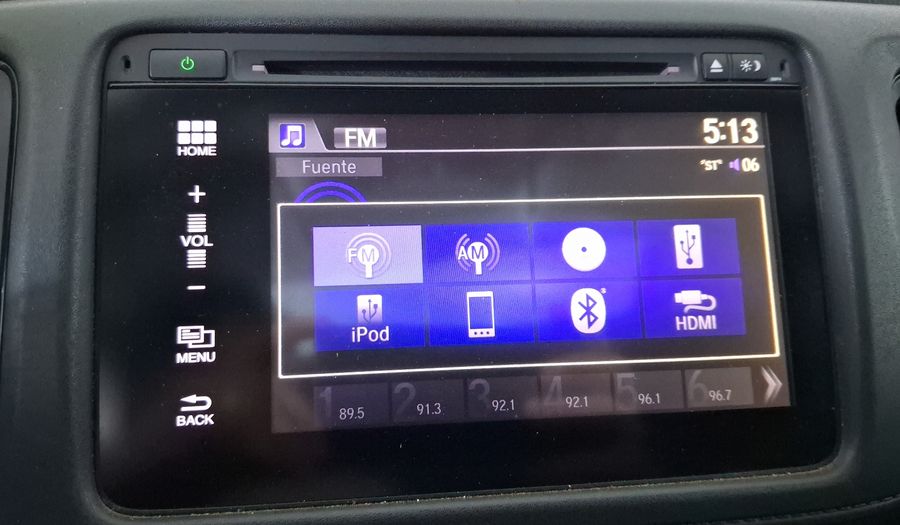 HOME
+
VOL
-
MENU
BACK
FM
5:13
Fuente
"ST" 06
FM AM
iPod HDMI
1 89.5 2 91.3 3 92.1 4 92.1 5 96.1 6 96.7